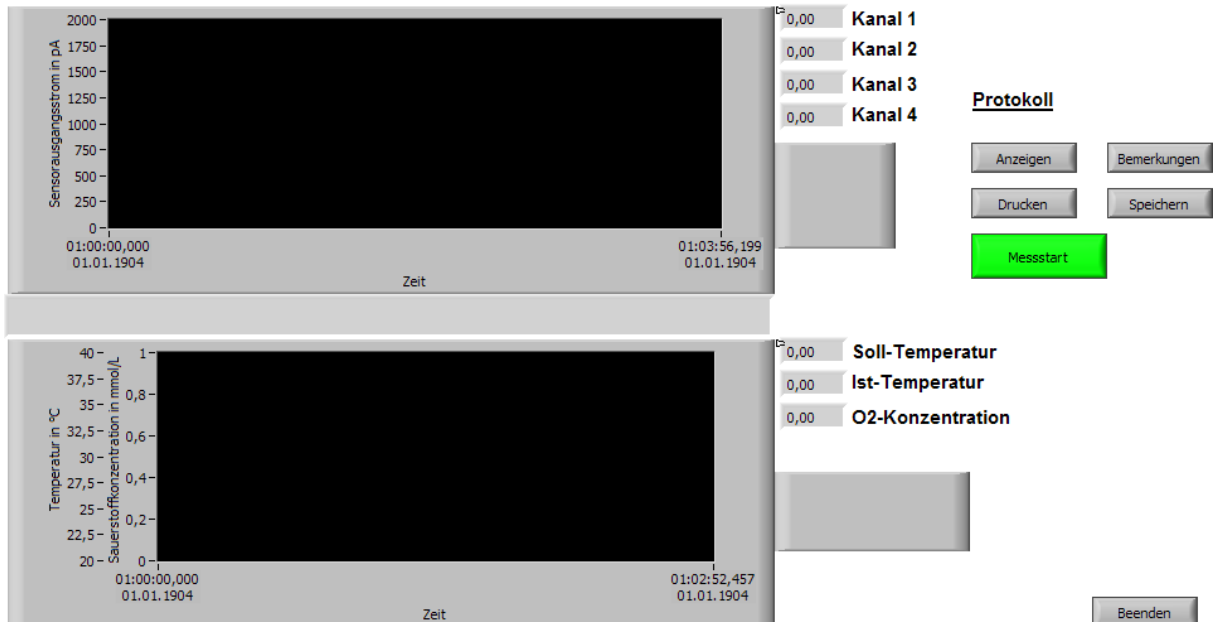 2000
1750
1500
1250
1000
750
500
250
0
Sensorausgangsstrom in pA
01:00:00,000
01.01.1904
01:03:56,199
01.01.1904
Zeit
0,00 Kanal 1
0,00 Kanal 2
0,00 Kanal 3
0,00 Kanal 4
Protokoll
Anzeigen Bemerkungen
Drucken Speichern
Messstart
40
37,5
35
32,5
30
27,5
25
22,5
20
Temperatur in °C
1
0,8
0,6
0,4
0,2
0
Sauerstoffkonzentration in mmol/L
01:00:00,000
01.01.1904
01:02:52,457
01.01.1904
Zeit
0,00 Soll-Temperatur
0,00 Ist-Temperatur
0,00 O2-Konzentration
Beenden